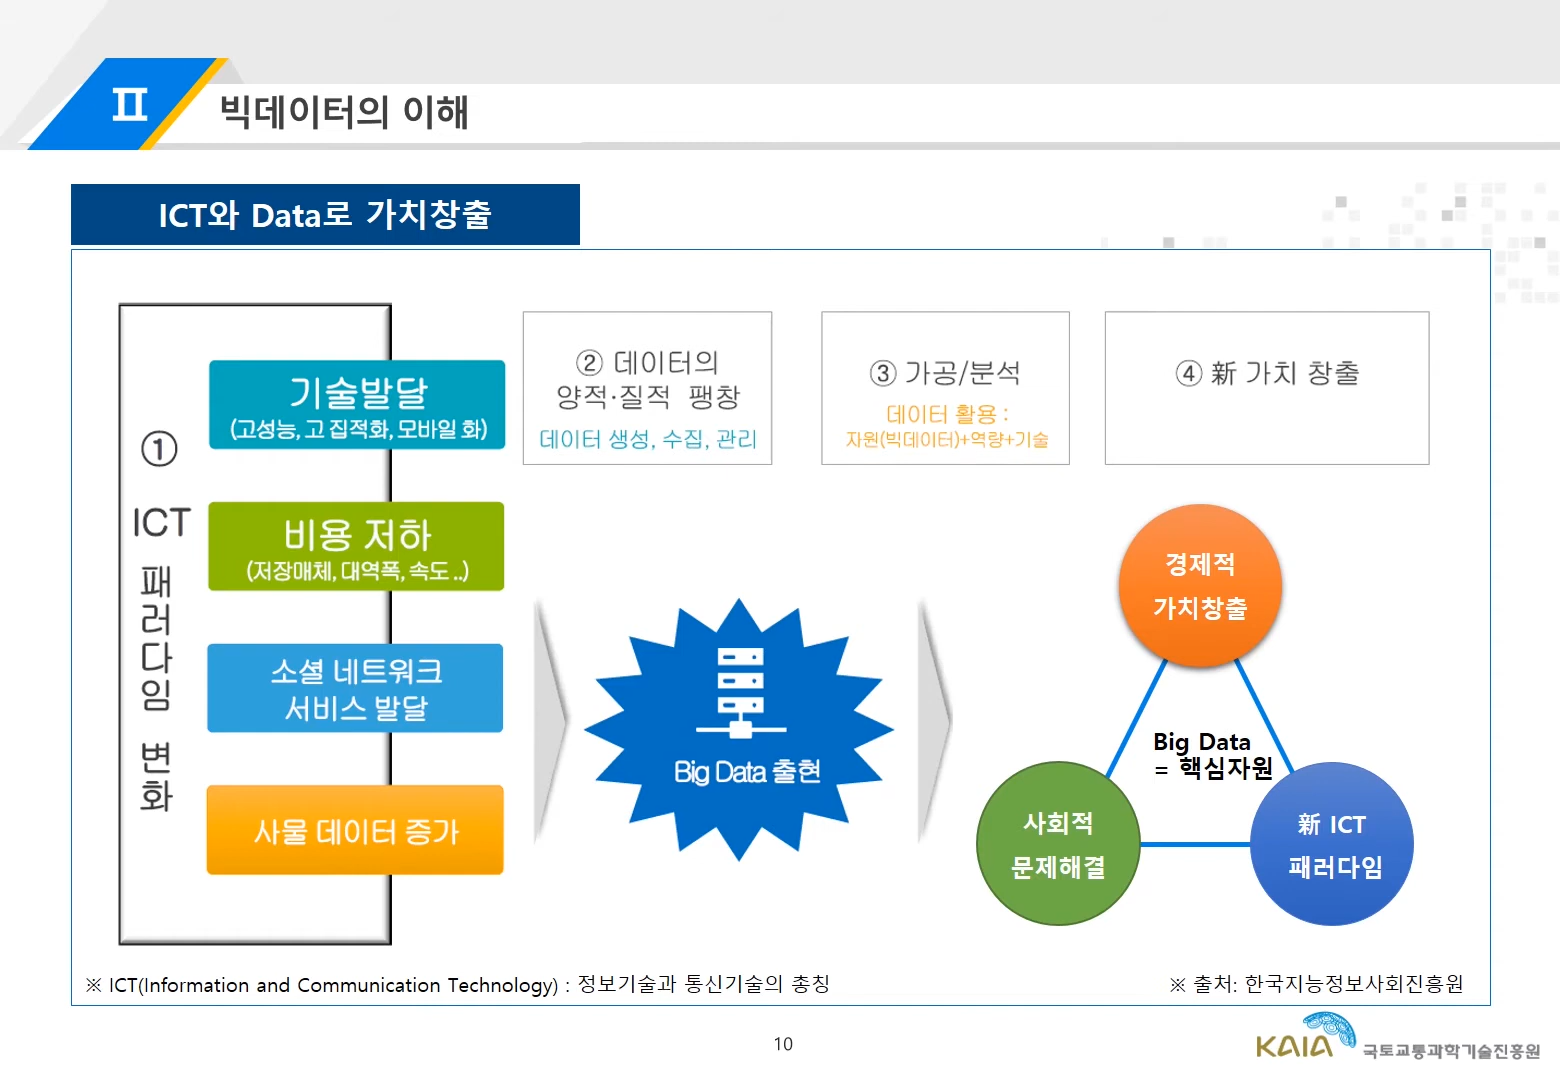 Ⅱ
빅데이터의 이해
ICT와 Data로 가치창출
①
ICT
패러다임 변화
기술발달
(고성능, 고 집적화, 모바일 화)
비용 저하
(저장매체, 대역폭, 속도 ..)
소셜 네트워크
서비스 발달
사물 데이터 증가
② 데이터의
양적·질적 팽창
데이터 생성, 수집, 관리
③ 가공/분석
데이터 활용 :
자원(빅데이터)+역량+기술
④ 新 가치 창출
Big Data 출현
경제적
가치창출
Big Data
= 핵심자원
사회적
문제해결
新 ICT
패러다임
※ ICT(Information and Communication Technology) : 정보기술과 통신기술의 총칭
※ 출처: 한국지능정보사회진흥원
10
KAIA 국토교통과학기술진흥원